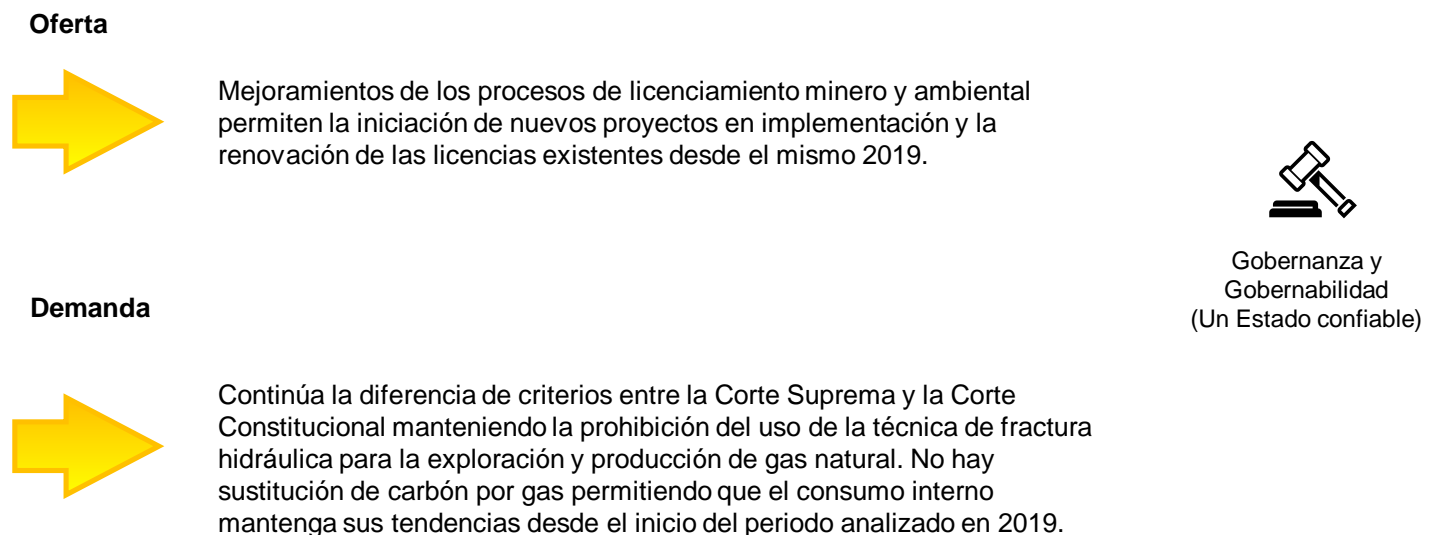 Oferta
Mejoramientos de los procesos de licenciamiento minero y ambiental
permiten la iniciación de nuevos proyectos en implementación y la
renovación de las licencias existentes desde el mismo 2019.
Gobernanza y
Gobernabilidad
(Un Estado confiable)
Demanda
Continúa la diferencia de criterios entre la Corte Suprema y la Corte
Constitucional manteniendo la prohibición del uso de la técnica de fractura
hidráulica para la exploración y producción de gas natural. No hay
sustitución de carbón por gas permitiendo que el consumo interno
mantenga sus tendencias desde el inicio del periodo analizado en 2019.